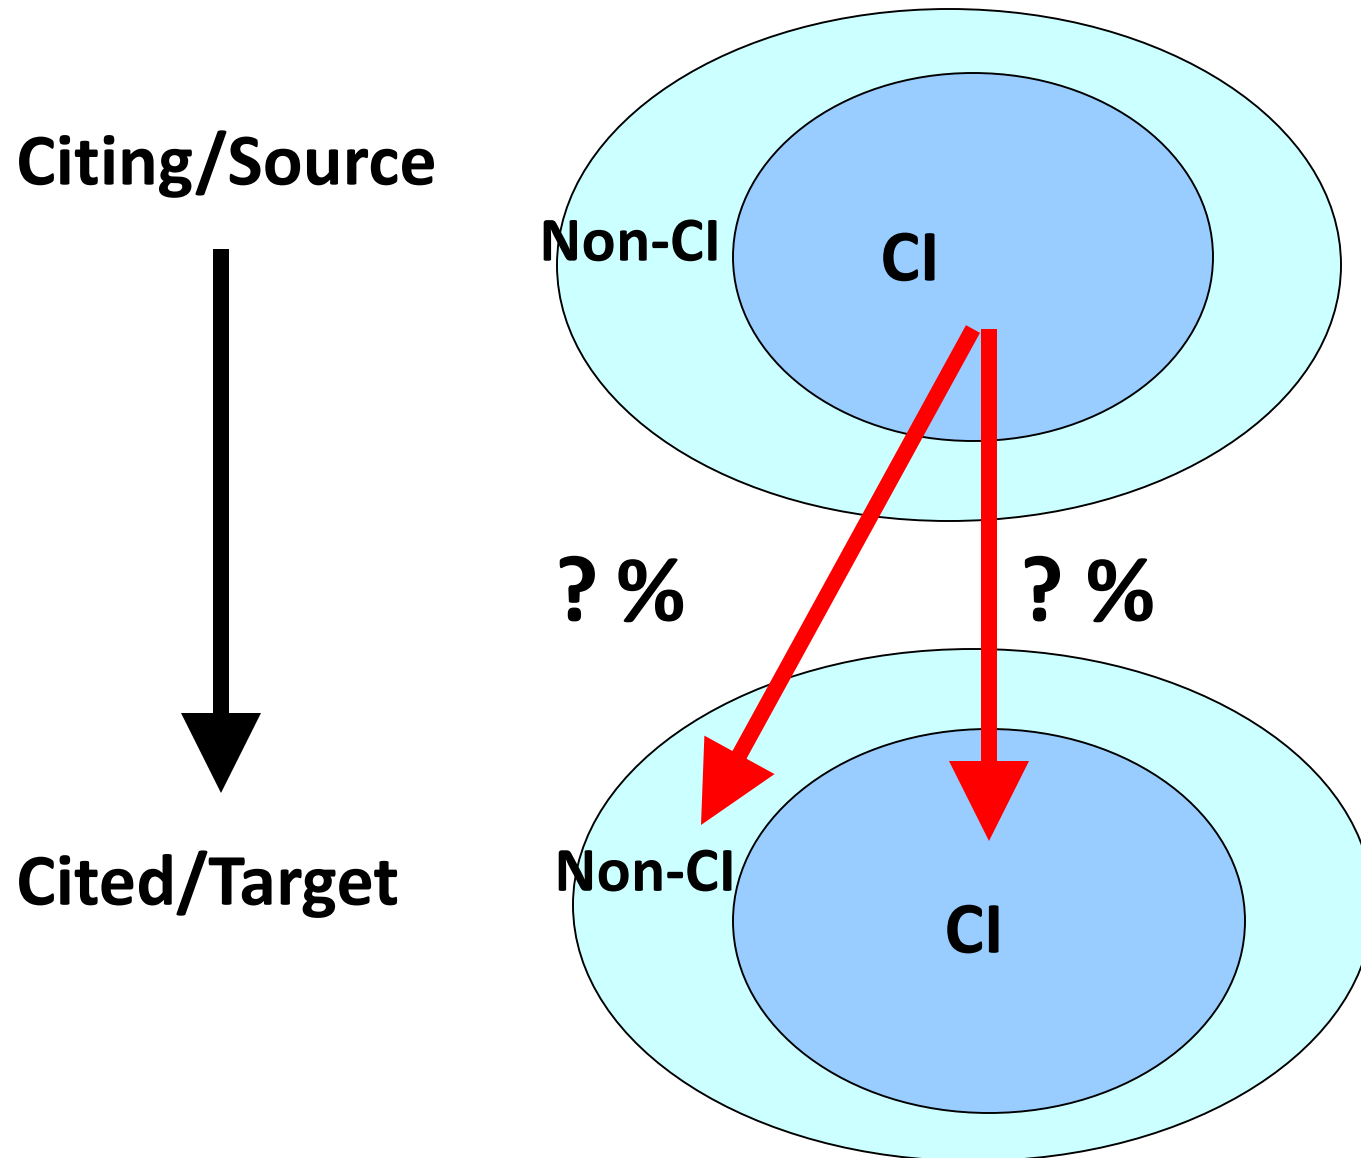 Citing/Source
Non-CI
CI
? %
? %
Cited/Target
Non-CI
CI